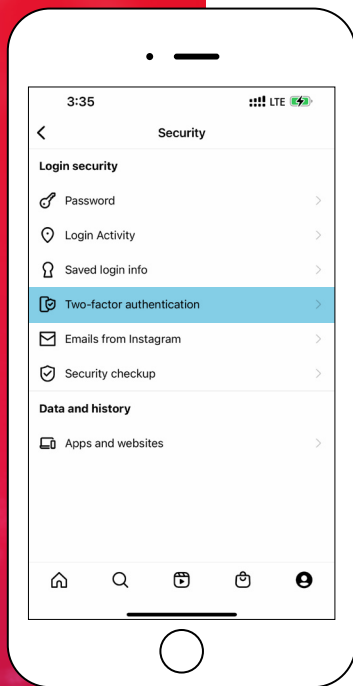 3:35 LTE
Security
Login security
Password
Login Activity
Saved login info
Two-factor authentication
Emails from Instagram
Security checkup
Data and history
Apps and websites